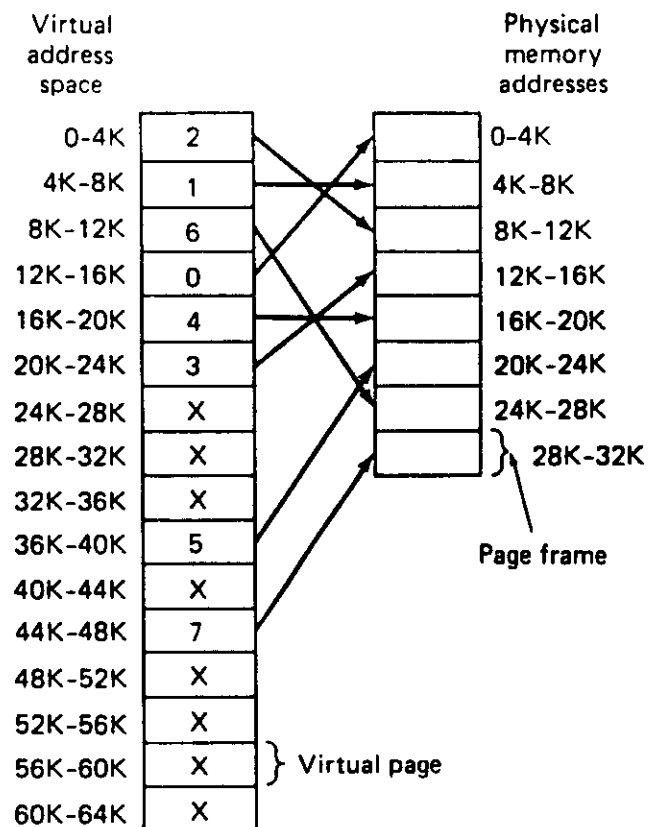 Virtual
address
space
Physical
memory
addresses
0-4K 2 0-4K
4K-8K 1 4K-8K
8K-12K 6 8K-12K
12K-16K 0 12K-16K
16K-20K 4 16K-20K
20K-24K 3 20K-24K
24K-28K X 24K-28K
28K-32K X 28K-32K
32K-36K X
36K-40K 5
Page frame
40K-44K X
44K-48K 7
48K-52K X
52K-56K X
56K-60K X Virtual page
60K-64K X